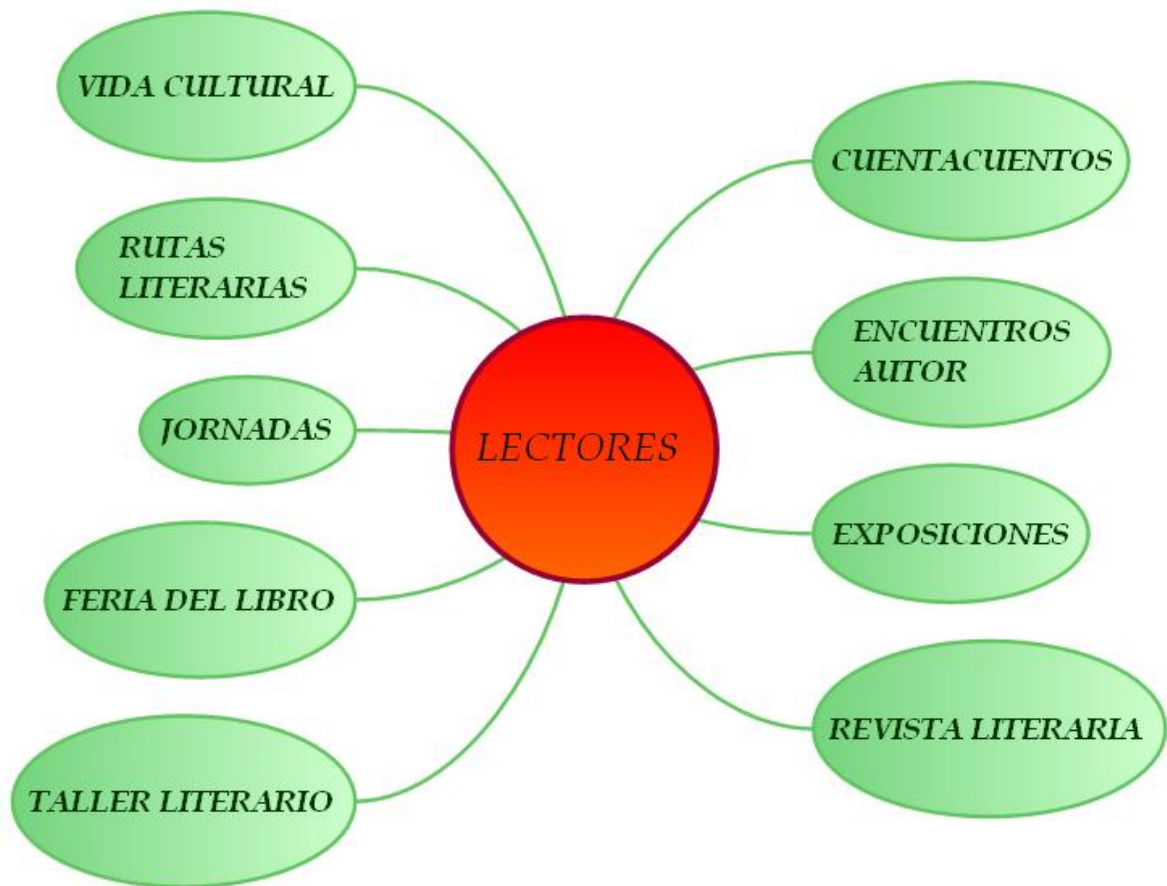 VIDA CULTURAL
RUTAS
LITERARIAS
JORNADAS
FERIA DEL LIBRO
TALLER LITERARIO
LECTORES
CUENTACUENTOS
ENCUENTROS
AUTOR
EXPOSICIONES
REVISTA LITERARIA